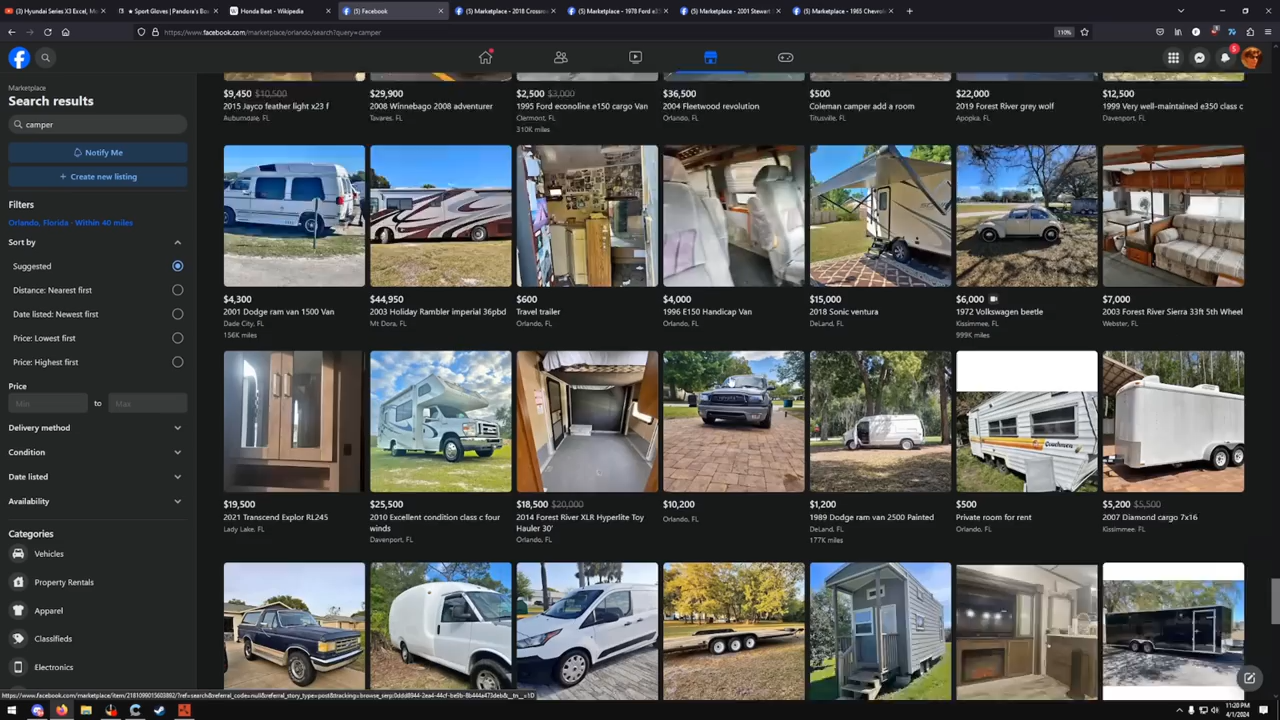 (3) Hyundai Series X3 Excel, Mo
★ Sport Gloves | Pandora's Bo
Honda Beat - Wikipedia
(5) Facebook
(5) Marketplace - 2018 Crossro
(5) Marketplace - 1978 Ford e2
(5) Marketplace - 2001 Stewart
(5) Marketplace - 1965 Chevrol
https://www.facebook.com/marketplace/orlando/search?query=camper
110%
5
Marketplace
Search results
camper
Notify Me
+ Create new listing
Filters
Orlando, Florida · Within 40 miles
Sort by
Suggested
Distance: Nearest first
Date listed: Newest first
Price: Lowest first
Price: Highest first
Price
Min to Max
Delivery method
Condition
Date listed
Availability
Categories
Vehicles
Property Rentals
Apparel
Classifieds
Electronics
$9,450 $10,500
2015 Jayco feather light x23 f
Auburndale, FL
$29,900
2008 Winnebago 2008 adventurer
Tavares, FL
$2,500 $3,000
1995 Ford econoline e150 cargo Van
Clermont, FL
310K miles
$36,500
2004 Fleetwood revolution
Orlando, FL
$500
Coleman camper add a room
Titusville, FL
$22,000
2019 Forest River grey wolf
Apopka, FL
$12,500
1999 Very well-maintained e350 class c
Davenport, FL
$4,300
2001 Dodge ram van 1500 Van
Dade City, FL
156K miles
$44,950
2003 Holiday Rambler imperial 36pbd
Mt Dora, FL
$600
Travel trailer
Orlando, FL
$4,000
1996 E150 Handicap Van
Orlando, FL
$15,000
2018 Sonic ventura
DeLand, FL
$6,000
1972 Volkswagen beetle
Kissimmee, FL
999K miles
$7,000
2003 Forest River Sierra 33ft 5th Wheel
Webster, FL
$19,500
2021 Transcend Explor RL245
Lady Lake, FL
$25,500
2010 Excellent condition class c four
winds
Davenport, FL
$18,500 $20,000
2014 Forest River XLR Hyperlite Toy
Hauler 30'
Orlando, FL
$10,200
Orlando, FL
$1,200
1989 Dodge ram van 2500 Painted
DeLand, FL
177K miles
$500
Private room for rent
Orlando, FL
$5,200 $5,500
2007 Diamond cargo 7x16
Kissimmee, FL
11:20 PM
4/1/2024